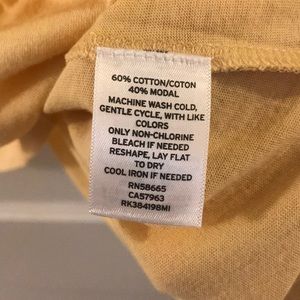 60% COTTON/COTON
40% MODAL
MACHINE WASH COLD,
GENTLE CYCLE, WITH LIKE
COLORS
ONLY NON-CHLORINE
BLEACH IF NEEDED
RESHAPE, LAY FLAT
TO DRY
COOL IRON IF NEEDED
RN58665
CA57963
RK384198MI